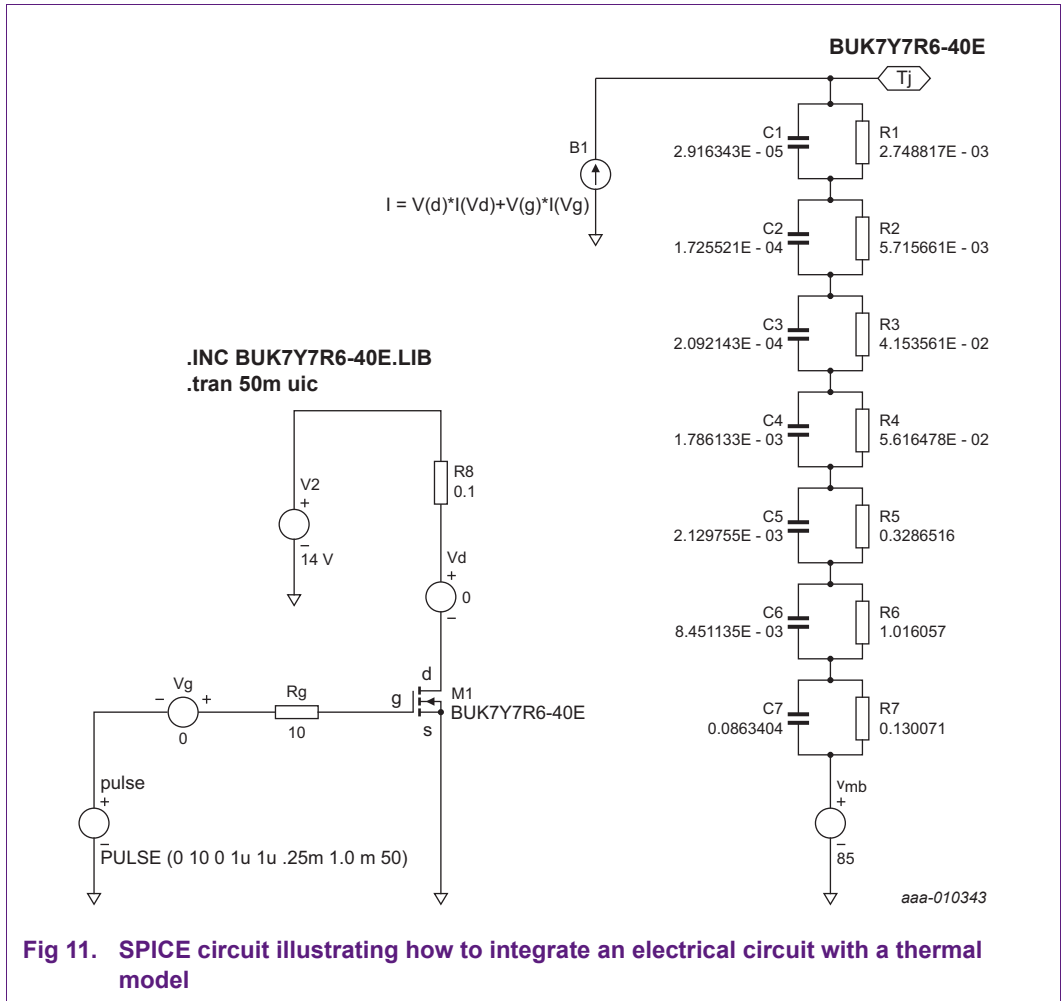 BUK7Y7R6-40E
Tj
C1
2.916343E - 05
R1
2.748817E - 03
B1
I = V(d)*I(Vd)+V(g)*I(Vg)
C2
1.725521E - 04
R2
5.715661E - 03
C3
2.092143E - 04
R3
4.153561E - 02
.INC BUK7Y7R6-40E.LIB
.tran 50m uic
C4
1.786133E - 03
R4
5.616478E - 02
R8
0.1
V2
+
–
14 V
C5
2.129755E - 03
R5
0.3286516
Vd
+
0
–
C6
8.451135E - 03
R6
1.016057
d
g
s
M1
BUK7Y7R6-40E
Vg
–
+
0
Rg
10
C7
0.0863404
R7
0.130071
pulse
+
–
PULSE (0 10 0 1u 1u .25m 1.0 m 50)
vmb
+
–
85
aaa-010343
Fig 11. SPICE circuit illustrating how to integrate an electrical circuit with a thermal
model